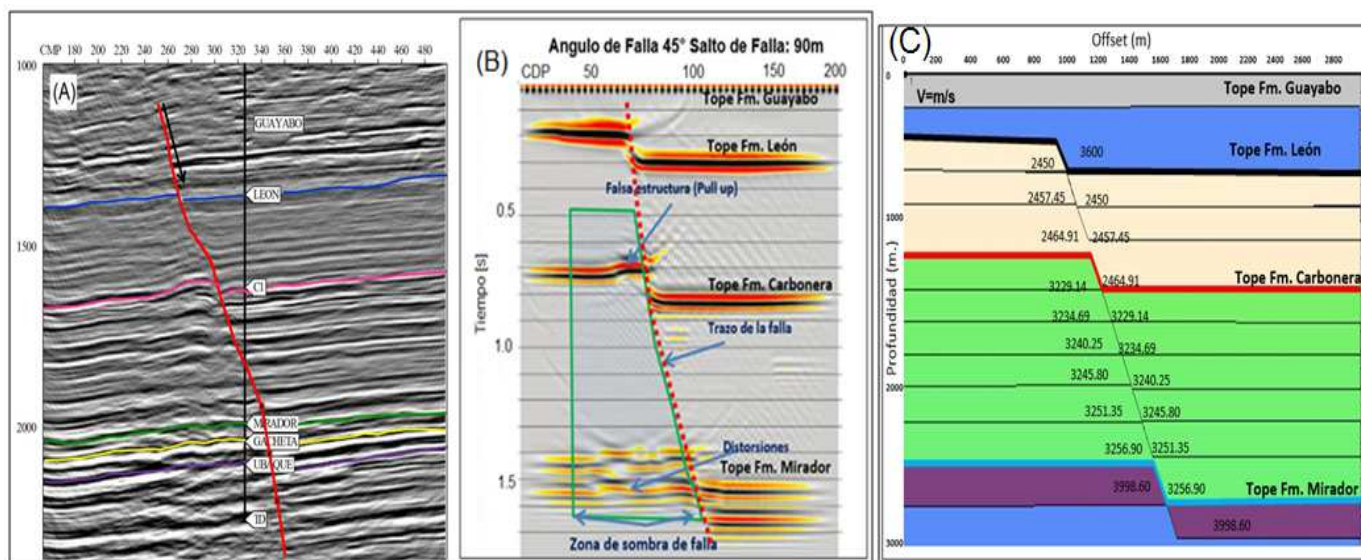 (A)
CMP 180 200 220 240 260 280 300 320 340 360 380 400 420 440 460 480
1000
1500
2000
GUAYABO
LEON
C1
MIRADOR
GACHETA
UBAQUE
TD
(B)
Angulo de Falla 45° Salto de Falla: 90m
CDP 50 100 150 200
Tope Fm. Guayabo
Tope Fm. León
Falsa estructura (Pull up)
0.5
Tope Fm. Carbonera
Tiempo [s]
Trazo de la falla
1.0
Distorsiones
Tope Fm. Mirador
1.5
Zona de sombra de falla
(C)
Offset (m)
0 200 400 600 800 1000 1200 1400 1600 1800 2000 2200 2400 2600 2800
0
1000
2000
3000
Profundidad (m.)
V=m/s
Tope Fm. Guayabo
Tope Fm. León
3600
2450
2457.45 2450
2464.91 2457.45
Tope Fm. Carbonera
3229.14 2464.91
3234.69 3229.14
3240.25 3234.69
3245.80 3240.25
3251.35 3245.80
3256.90 3251.35
3998.60 3256.90
Tope Fm. Mirador
3998.60